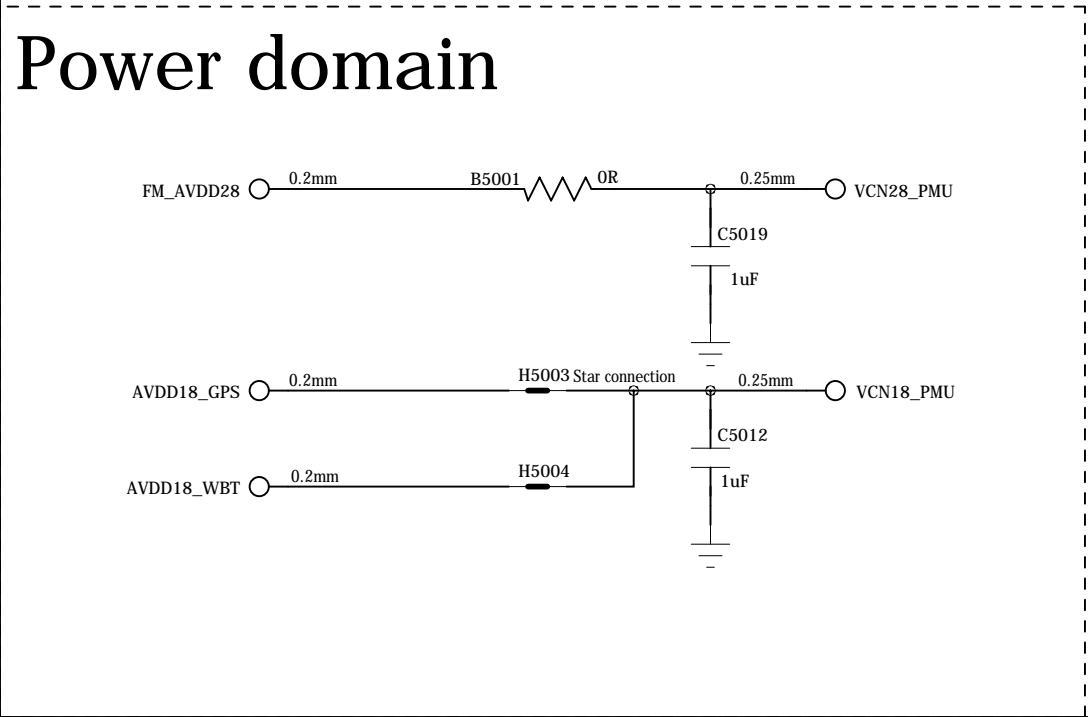 Power domain
FM_AVDD28 0.2mm B5001 0R 0.25mm VCN28_PMU
C5019
1uF
AVDD18_GPS 0.2mm H5003 Star connection 0.25mm VCN18_PMU
C5012
AVDD18_WBT 0.2mm H5004 1uF